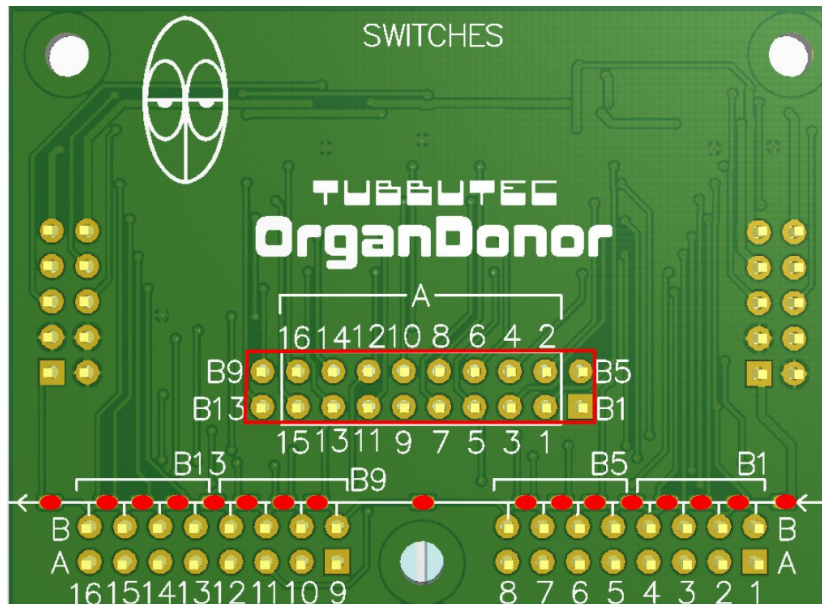 SWITCHES
TUBBUTEC
OrganDonor
A
16 14 12 10 8 6 4 2
B9 B5
B13 B1
15 13 11 9 7 5 3 1
B13 B9 B5 B1
B B
A A
16 15 14 13 12 11 10 9 8 7 6 5 4 3 2 1